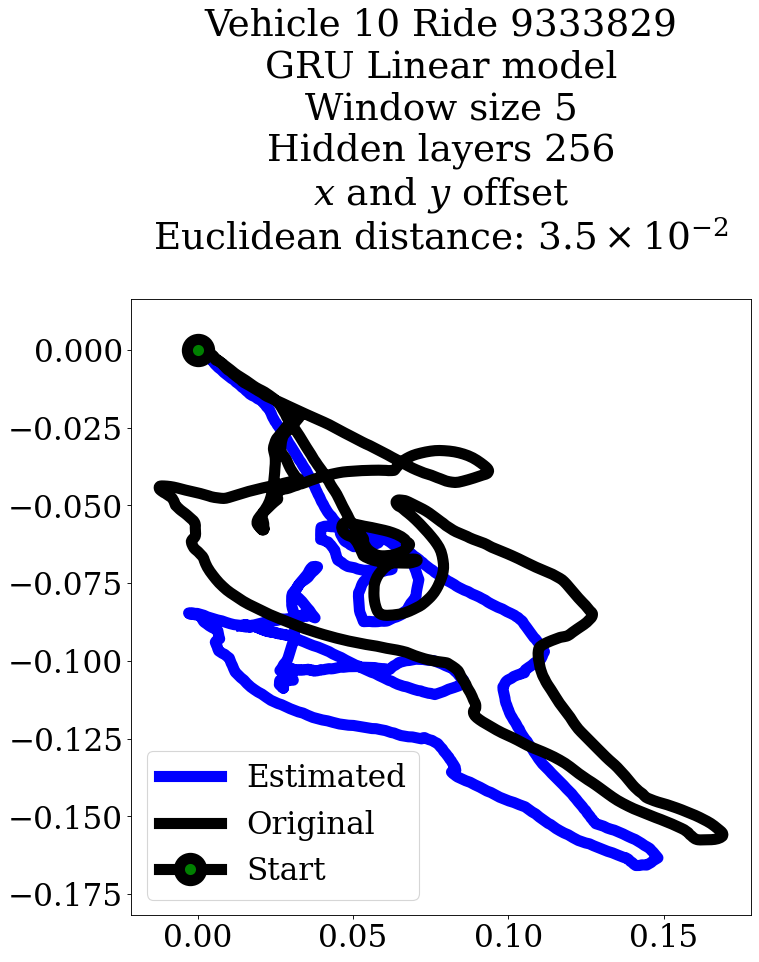 Vehicle 10 Ride 9333829
GRU Linear model
Window size 5
Hidden layers 256
x and y offset
Euclidean distance: 3.5 × 10⁻²
0.000
−0.025
−0.050
−0.075
−0.100
−0.125
−0.150
−0.175
Estimated
Original
Start
0.00 0.05 0.10 0.15